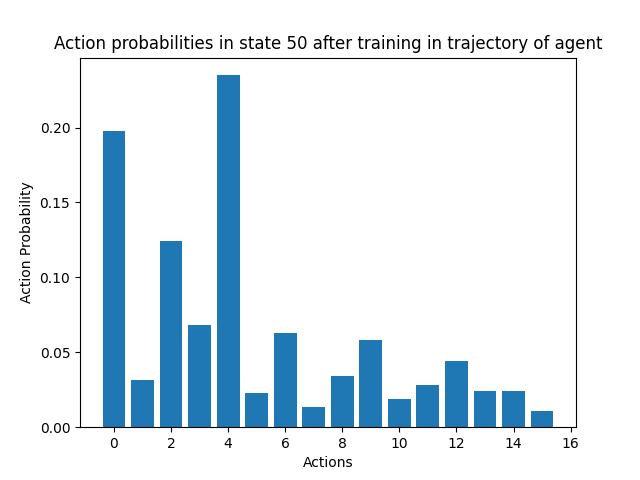 Action probabilities in state 50 after training in trajectory of agent
0.20
0.15
0.10
0.05
0.00
Action Probability
0 2 4 6 8 10 12 14 16
Actions